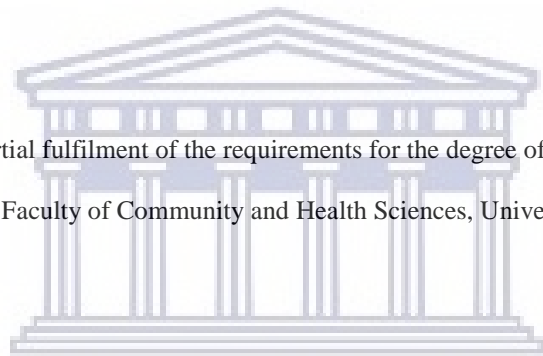 rtial fulfilment of the requirements for the degree of
Faculty of Community and Health Sciences, Unive